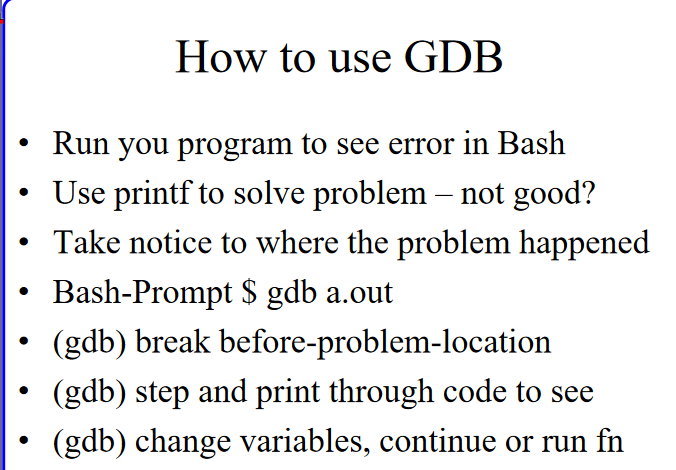 How to use GDB
• Run you program to see error in Bash
• Use printf to solve problem – not good?
• Take notice to where the problem happened
• Bash-Prompt $ gdb a.out
• (gdb) break before-problem-location
• (gdb) step and print through code to see
• (gdb) change variables, continue or run fn